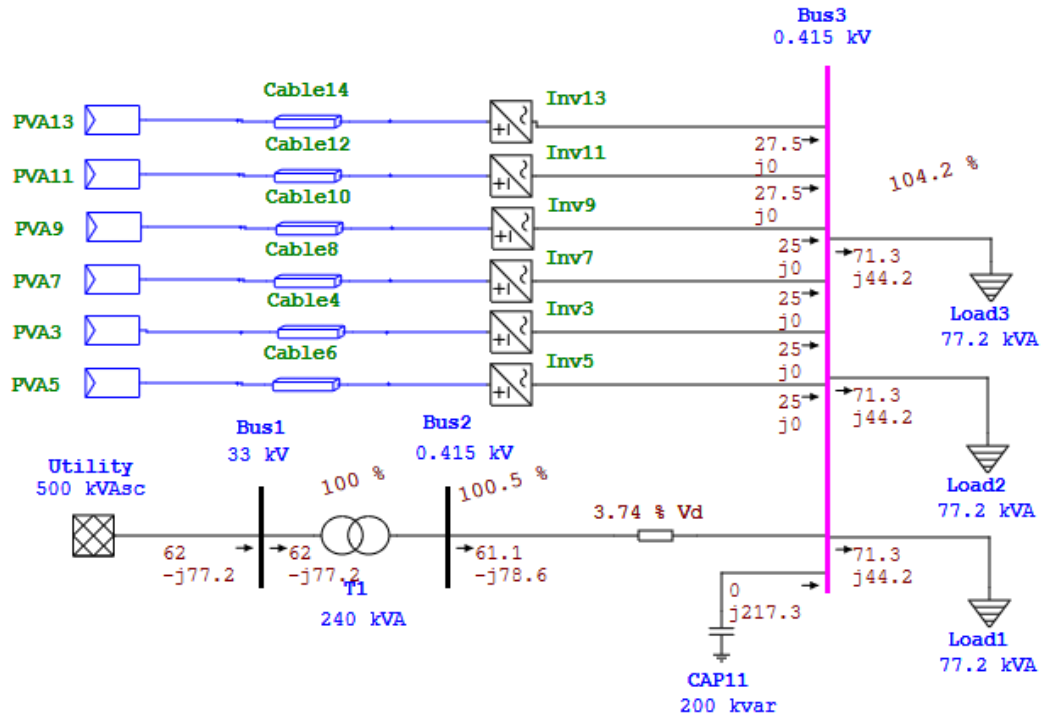 Bus3
0.415 kV
Cable14
PVA13
Inv13
27.5
j0
Cable12
PVA11
Inv11
27.5
j0
104.2 %
Cable10
PVA9
Inv9
25
j0
71.3
j44.2
Load3
77.2 kVA
Cable8
PVA7
Inv7
25
j0
Cable4
PVA3
Inv3
25
j0
Cable6
PVA5
Inv5
25
j0
71.3
j44.2
Load2
77.2 kVA
Bus1
33 kV
Bus2
0.415 kV
Utility
500 kVAsc
100 %
100.5 %
3.74 % Vd
62
-j77.2
62
-j77.2
T1
240 kVA
61.1
-j78.6
0
j217.3
CAP11
200 kvar
71.3
j44.2
Load1
77.2 kVA